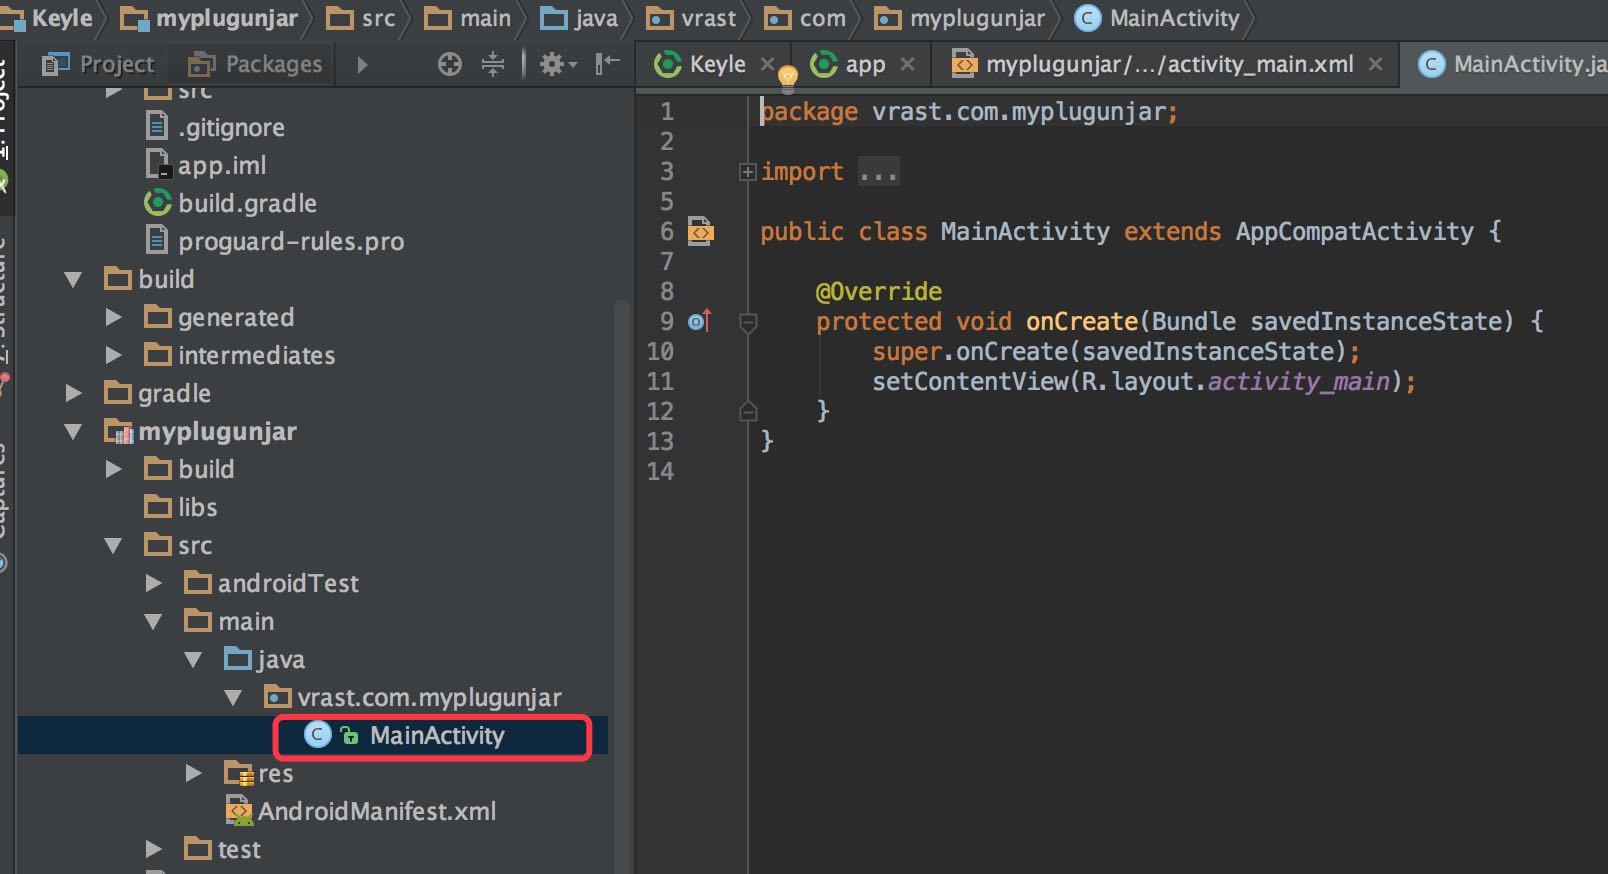 Keyle myplugunjar src main java vrast com myplugunjar MainActivity
Project Packages
Keyle app myplugunjar/.../activity_main.xml MainActivity.ja
1: Project
Z: Structure
Captures
src
.gitignore
app.iml
build.gradle
proguard-rules.pro
build
generated
intermediates
gradle
myplugunjar
build
libs
src
androidTest
main
java
vrast.com.myplugunjar
MainActivity
res
AndroidManifest.xml
test
1 package vrast.com.myplugunjar;
2
3 import ...
5
6 public class MainActivity extends AppCompatActivity {
7
8 @Override
9 protected void onCreate(Bundle savedInstanceState) {
10 super.onCreate(savedInstanceState);
11 setContentView(R.layout.activity_main);
12 }
13 }
14